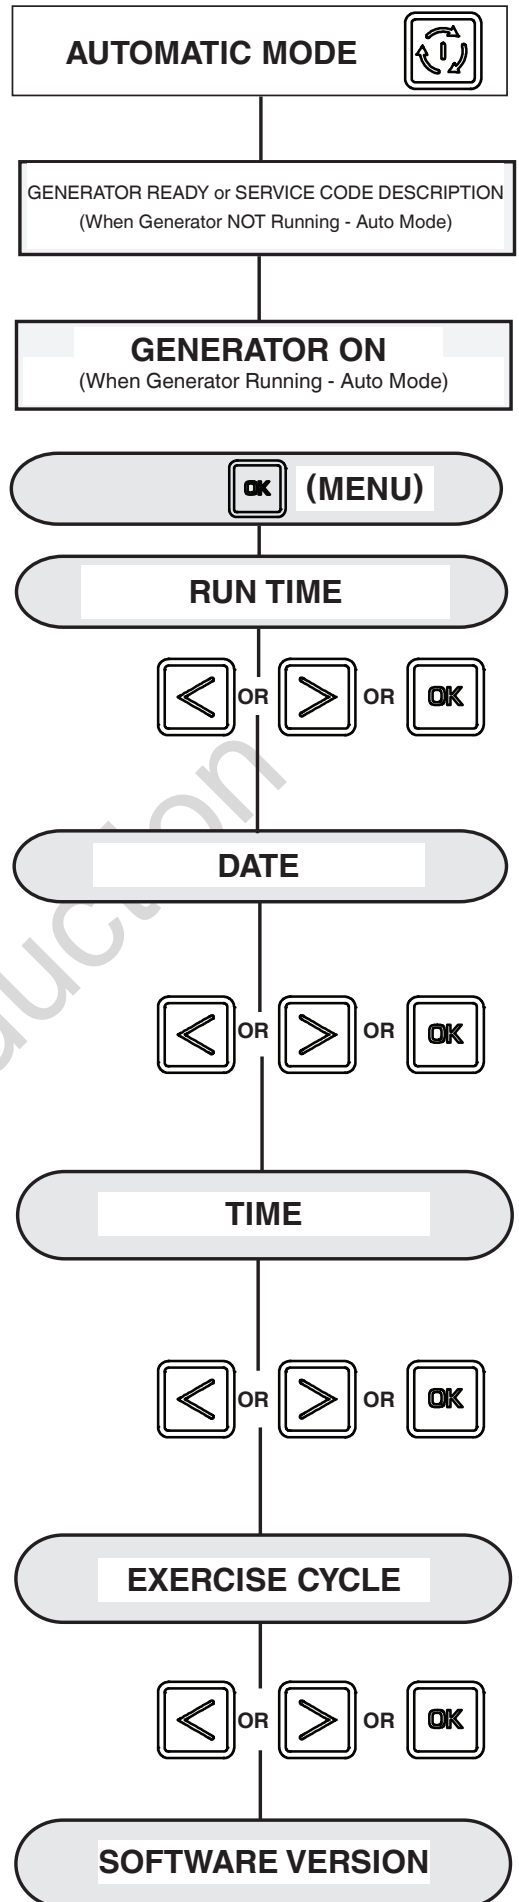 AUTOMATIC MODE
GENERATOR READY or SERVICE CODE DESCRIPTION
(When Generator NOT Running - Auto Mode)
GENERATOR ON
(When Generator Running - Auto Mode)
OK (MENU)
RUN TIME
< OR > OR OK
DATE
< OR > OR OK
TIME
< OR > OR OK
EXERCISE CYCLE
< OR > OR OK
SOFTWARE VERSION